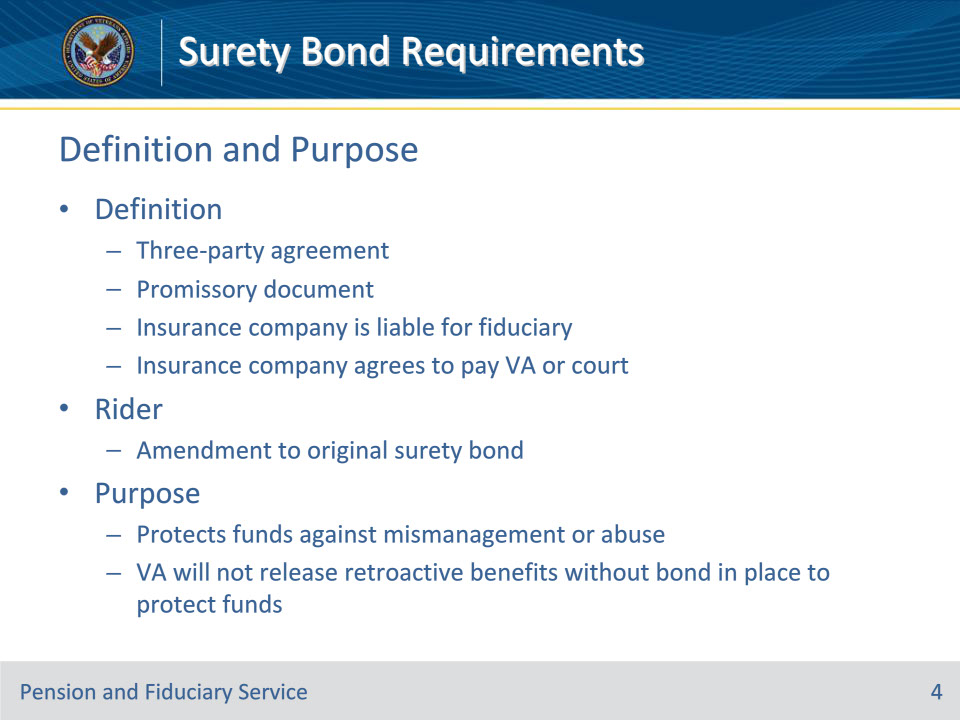 Surety Bond Requirements
Definition and Purpose
• Definition
– Three-party agreement
– Promissory document
– Insurance company is liable for fiduciary
– Insurance company agrees to pay VA or court
• Rider
– Amendment to original surety bond
• Purpose
– Protects funds against mismanagement or abuse
– VA will not release retroactive benefits without bond in place to
protect funds
Pension and Fiduciary Service
4